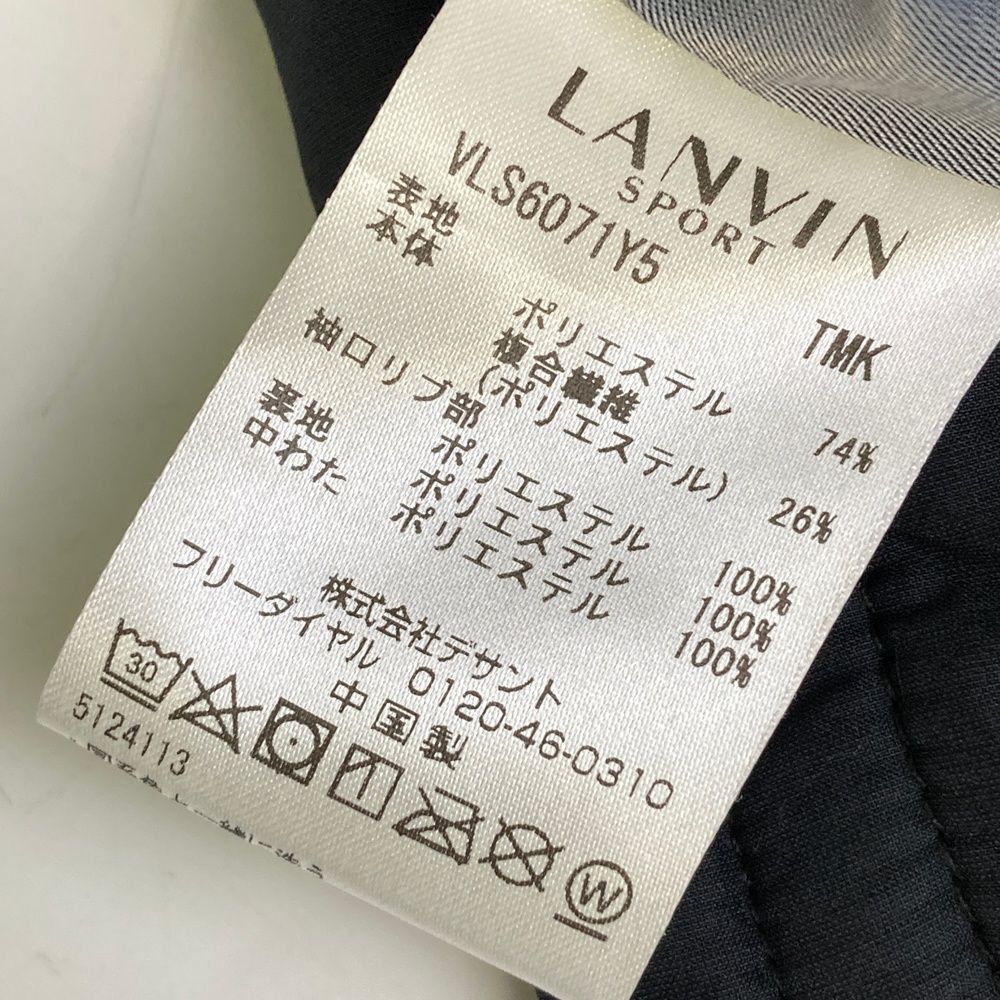 LANVIN
SPORT
VLS6071Y5 TMK
表地
本体 ポリエステル 74%
複合繊維
(ポリエステル) 26%
袖口リブ部 ポリエステル 100%
裏地 ポリエステル 100%
中わた ポリエステル 100%
株式会社デサント
フリーダイヤル 0120-46-0310
中国製
30
W
5124113